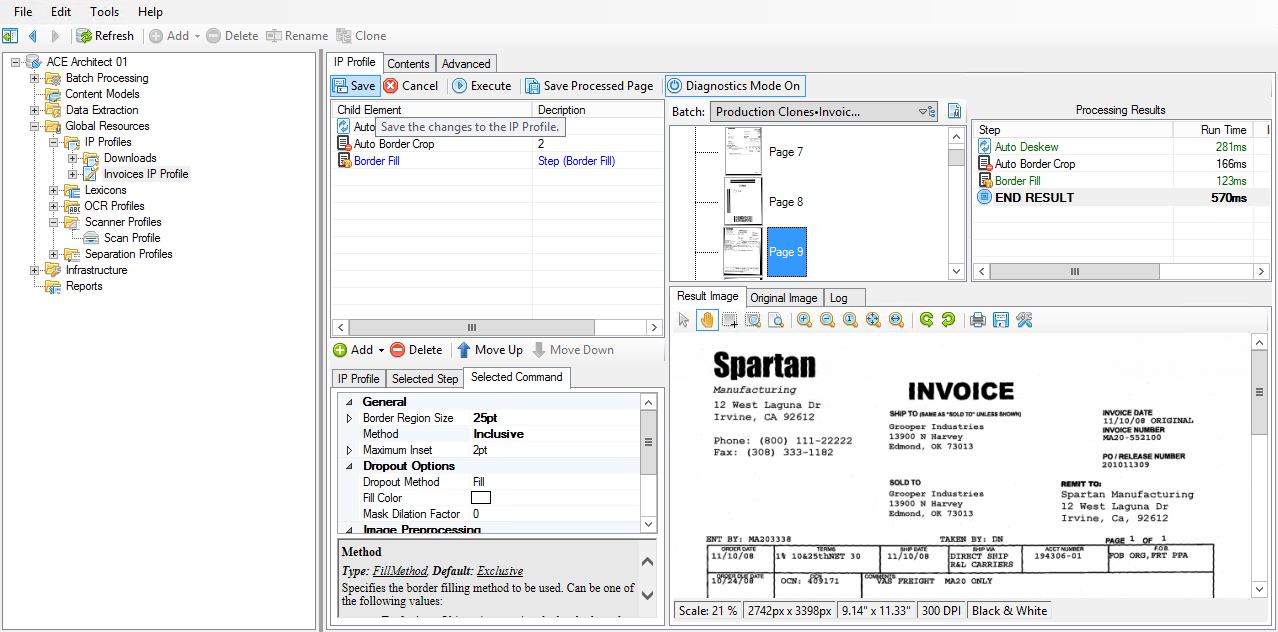 File Edit Tools Help
Refresh Add Delete Rename Clone
ACE Architect 01
Batch Processing
Content Models
Data Extraction
Global Resources
IP Profiles
Downloads
Invoices IP Profile
Lexicons
OCR Profiles
Scanner Profiles
Scan Profile
Separation Profiles
Infrastructure
Reports
IP Profile Contents Advanced
Save Cancel Execute Save Processed Page Diagnostics Mode On
Child Element Decription
Auto
Save the changes to the IP Profile.
Auto Border Crop 2
Border Fill Step (Border Fill)
Add Delete Move Up Move Down
IP Profile Selected Step Selected Command
General
Border Region Size 25pt
Method Inclusive
Maximum Inset 2pt
Dropout Options
Dropout Method Fill
Fill Color
Mask Dilation Factor 0
Image Preprocessing
Method
Type: FillMethod, Default: Exclusive
Specifies the border filling method to be used. Can be one of
the following values:
Batch: Production Clones•Invoic...
Page 7
Page 8
Page 9
Processing Results
Step Run Time
Auto Deskew 281ms
Auto Border Crop 166ms
Border Fill 123ms
END RESULT 570ms
Result Image Original Image Log
Spartan
Manufacturing
12 West Laguna Dr
Irvine, CA 92612
Phone: (800) 111-22222
Fax: (308) 333-1182
INVOICE
SHIP TO (SAME AS "SOLD TO" UNLESS SHOWN)
Grooper Industries
13900 N Harvey
Edmond, OK 73013
INVOICE DATE
11/10/08 ORIGINAL
INVOICE NUMBER
MA20-552100
PO / RELEASE NUMBER
201011309
SOLD TO
Grooper Industries
13900 N Harvey
Edmond, OK 73013
REMIT TO:
Spartan Manufacturing
12 West Laguna Dr
Irvine, Ca, 92612
ENT BY: MA203338 TAKEN BY: DN PAGE 1 OF 1
ORDER DATE TERMS SHIP DATE SHIP VIA ACCT NUMBER F.O.B.
11/10/08 1% 10&25thNET 30 11/10/08 DIRECT SHIP 194306-01 FOB ORG,FRT PPA
R&L CARRIERS
ORDER DUE DATE OCN COMMENTS
10/24/08 OCN: 409171 VAS FREIGHT MA20 ONLY
Scale: 21 % 2742px x 3398px 9.14" x 11.33" 300 DPI Black & White